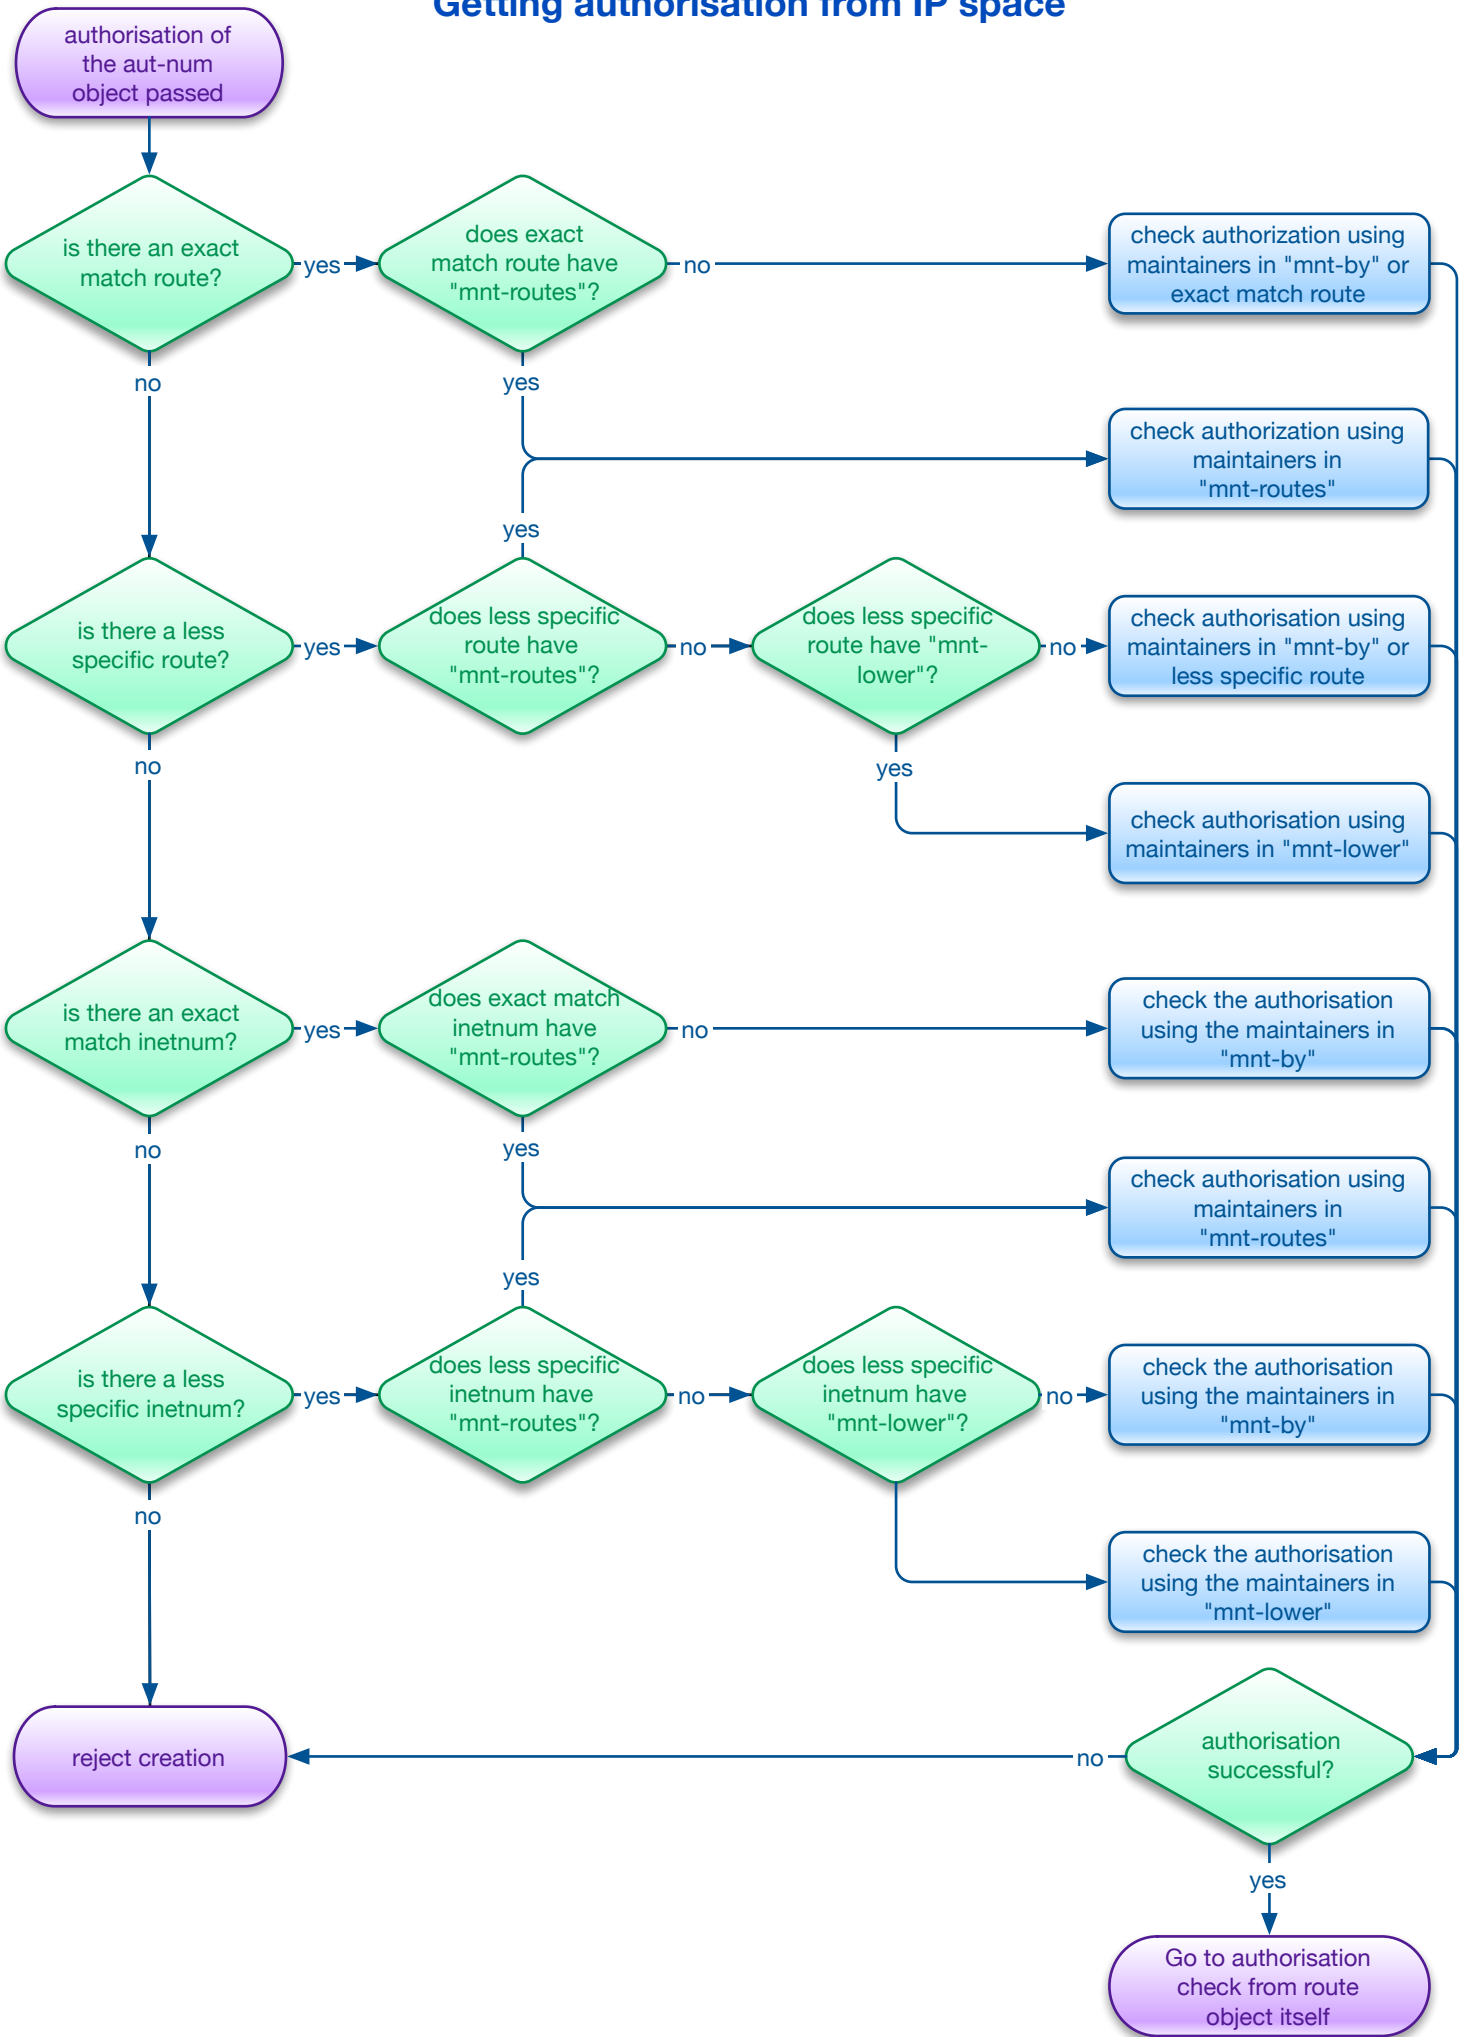 Getting authorisation from IP space
authorisation of
the aut-num
object passed
is there an exact
match route?
yes
does exact
match route have
"mnt-routes"?
no
check authorization using
maintainers in "mnt-by" or
exact match route
no
yes
check authorization using
maintainers in
"mnt-routes"
yes
is there a less
specific route?
yes
does less specific
route have
"mnt-routes"?
no
does less specific
route have "mnt-
lower"?
no
check authorisation using
maintainers in "mnt-by" or
less specific route
no
yes
check authorisation using
maintainers in "mnt-lower"
is there an exact
match inetnum?
yes
does exact match
inetnum have
"mnt-routes"?
no
check the authorisation
using the maintainers in
"mnt-by"
no
yes
check authorisation using
maintainers in
"mnt-routes"
yes
is there a less
specific inetnum?
yes
does less specific
inetnum have
"mnt-routes"?
no
does less specific
inetnum have
"mnt-lower"?
no
check the authorisation
using the maintainers in
"mnt-by"
no
check the authorisation
using the maintainers in
"mnt-lower"
reject creation
no
authorisation
successful?
yes
Go to authorisation
check from route
object itself